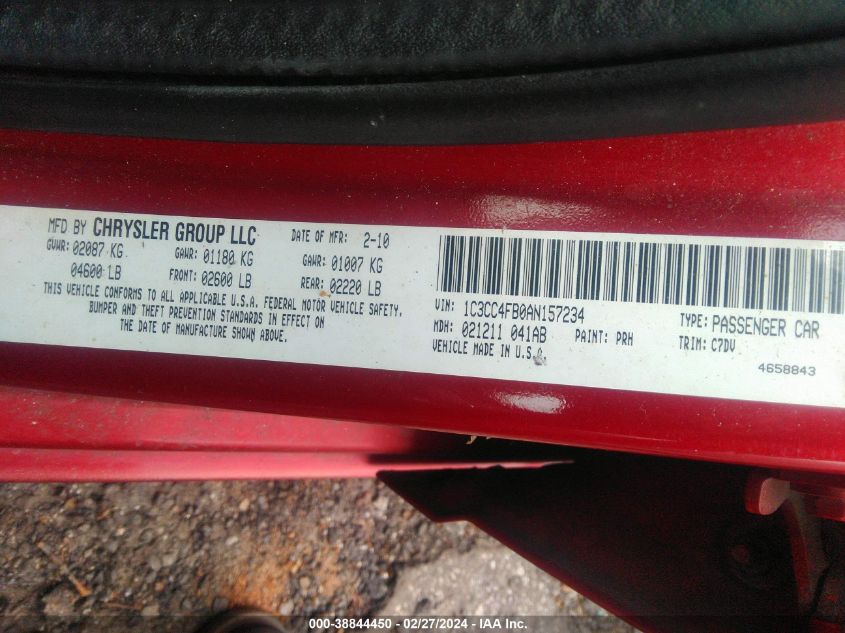 MFD BY CHRYSLER GROUP LLC DATE OF MFR: 2-10
GVWR: 02087 KG GAWR: 01180 KG GAWR: 01007 KG
04600 LB FRONT: 02600 LB REAR: 02220 LB
THIS VEHICLE CONFORMS TO ALL APPLICABLE U.S.A. FEDERAL MOTOR VEHICLE SAFETY,
BUMPER AND THEFT PREVENTION STANDARDS IN EFFECT ON
THE DATE OF MANUFACTURE SHOWN ABOVE.
VIN: 1C3CC4FB0AN157234 TYPE: PASSENGER CAR
MDH: 021211 041AB PAINT: PRH TRIM: C7DV
VEHICLE MADE IN U.S.A.
4658843
000-38844450 - 02/27/2024 - IAA Inc.